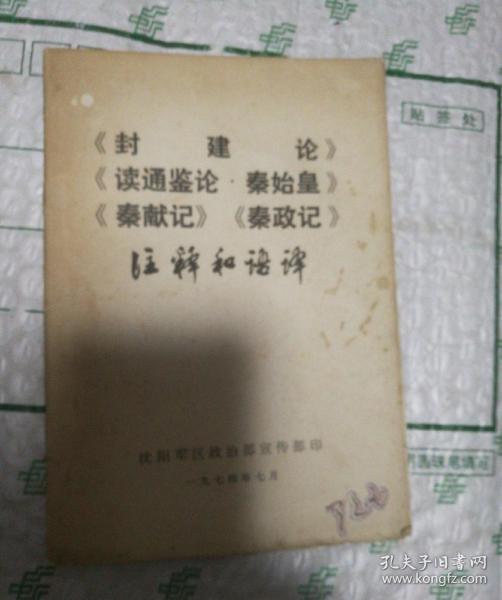 《封建论》
《读通鉴论·秦始皇》
《秦献记》《秦政记》
注释和语译
沈阳军区政治部宣传部印
一九七四年七月
贴签处
孔夫子旧书网
www.kongfz.com